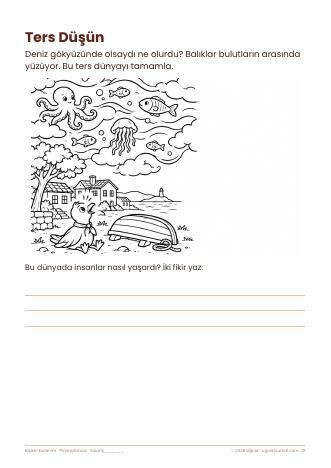 Ters Düşün
Deniz gökyüzünde olsaydı ne olurdu? Balıklar bulutların arasında
yüzüyor. Bu ters dünyayı tamamla.
Bu dünyada insanlar nasıl yaşardı? İki fikir yaz.